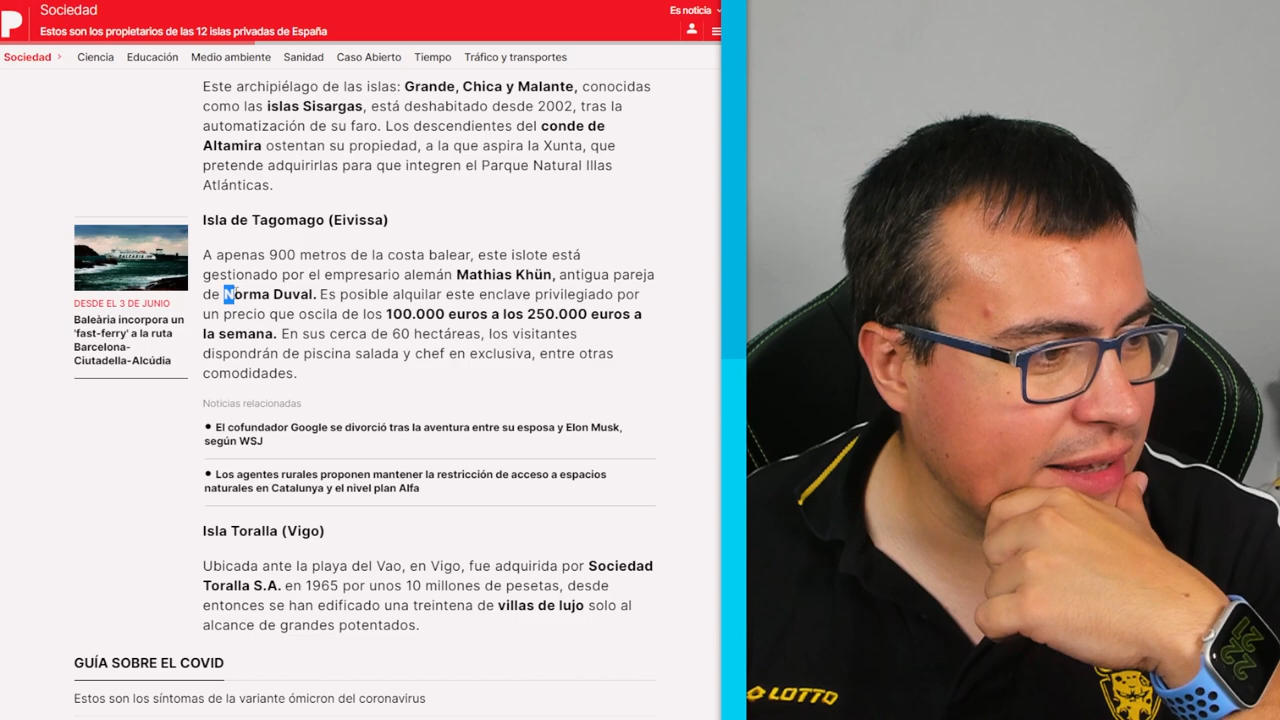 Sociedad
Es noticia
Estos son los propietarios de las 12 islas privadas de España
Sociedad Ciencia Educación Medio ambiente Sanidad Caso Abierto Tiempo Tráfico y transportes
Este archipiélago de las islas: Grande, Chica y Malante, conocidas
como las islas Sisargas, está deshabitado desde 2002, tras la
automatización de su faro. Los descendientes del conde de
Altamira ostentan su propiedad, a la que aspira la Xunta, que
pretende adquirirlas para que integren el Parque Natural Illas
Atlánticas.
Isla de Tagomago (Eivissa)
A apenas 900 metros de la costa balear, este islote está
gestionado por el empresario alemán Mathias Khün, antigua pareja
de Norma Duval. Es posible alquilar este enclave privilegiado por
un precio que oscila de los 100.000 euros a los 250.000 euros a
la semana. En sus cerca de 60 hectáreas, los visitantes
dispondrán de piscina salada y chef en exclusiva, entre otras
comodidades.
DESDE EL 3 DE JUNIO
Baleària incorpora un
'fast-ferry' a la ruta
Barcelona-
Ciutadella-Alcúdia
Noticias relacionadas
El cofundador Google se divorció tras la aventura entre su esposa y Elon Musk,
según WSJ
Los agentes rurales proponen mantener la restricción de acceso a espacios
naturales en Catalunya y el nivel plan Alfa
Isla Toralla (Vigo)
Ubicada ante la playa del Vao, en Vigo, fue adquirida por Sociedad
Toralla S.A. en 1965 por unos 10 millones de pesetas, desde
entonces se han edificado una treintena de villas de lujo solo al
alcance de grandes potentados.
GUÍA SOBRE EL COVID
Estos son los síntomas de la variante ómicron del coronavirus
LOTTO